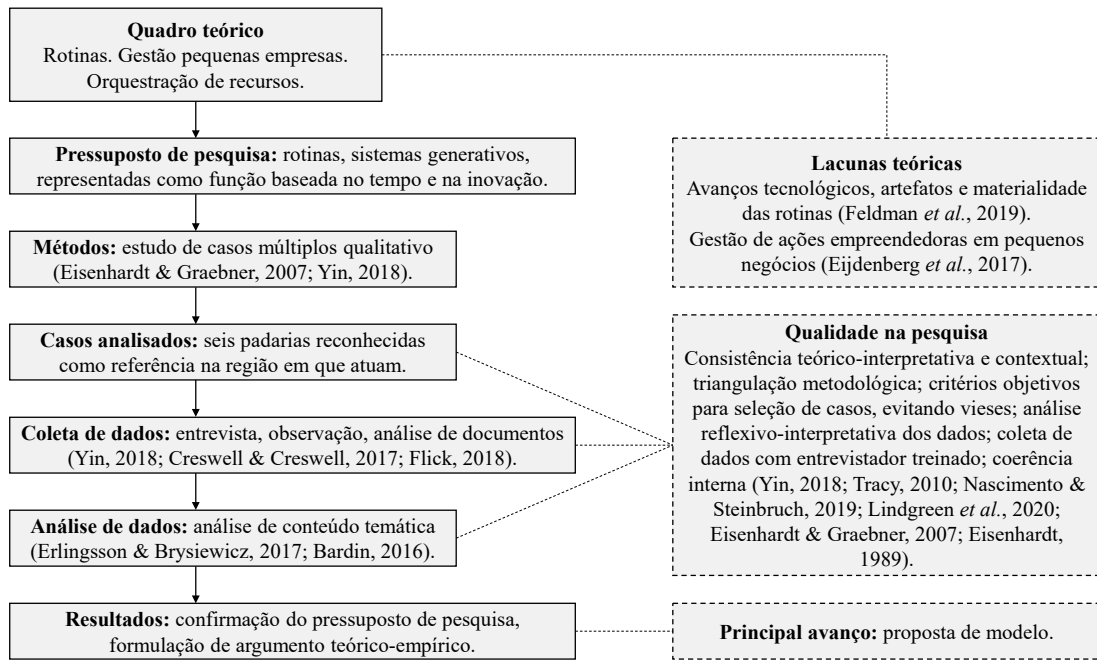 Quadro teórico
Rotinas. Gestão pequenas empresas.
Orquestração de recursos.
Pressuposto de pesquisa: rotinas, sistemas generativos,
representadas como função baseada no tempo e na inovação.
Métodos: estudo de casos múltiplos qualitativo
(Eisenhardt & Graebner, 2007; Yin, 2018).
Casos analisados: seis padarias reconhecidas
como referência na região em que atuam.
Coleta de dados: entrevista, observação, análise de documentos
(Yin, 2018; Creswell & Creswell, 2017; Flick, 2018).
Análise de dados: análise de conteúdo temática
(Erlingsson & Brysiewicz, 2017; Bardin, 2016).
Resultados: confirmação do pressuposto de pesquisa,
formulação de argumento teórico-empírico.
Lacunas teóricas
Avanços tecnológicos, artefatos e materialidade
das rotinas (Feldman et al., 2019).
Gestão de ações empreendedoras em pequenos
negócios (Eijdenberg et al., 2017).
Qualidade na pesquisa
Consistência teórico-interpretativa e contextual;
triangulação metodológica; critérios objetivos
para seleção de casos, evitando vieses; análise
reflexivo-interpretativa dos dados; coleta de
dados com entrevistador treinado; coerência
interna (Yin, 2018; Tracy, 2010; Nascimento &
Steinbruch, 2019; Lindgreen et al., 2020;
Eisenhardt & Graebner, 2007; Eisenhardt,
1989).
Principal avanço: proposta de modelo.